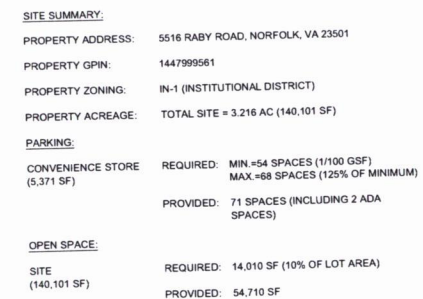 SITE SUMMARY:
PROPERTY ADDRESS: 5516 RABY ROAD, NORFOLK, VA 23501
PROPERTY GPIN: 1447999561
PROPERTY ZONING: IN-1 (INSTITUTIONAL DISTRICT)
PROPERTY ACREAGE: TOTAL SITE = 3.216 AC (140,101 SF)
PARKING:
CONVENIENCE STORE REQUIRED: MIN.=54 SPACES (1/100 GSF)
(5,371 SF) MAX.=68 SPACES (125% OF MINIMUM)
PROVIDED: 71 SPACES (INCLUDING 2 ADA
SPACES)
OPEN SPACE:
SITE REQUIRED: 14,010 SF (10% OF LOT AREA)
(140,101 SF)
PROVIDED: 54,710 SF